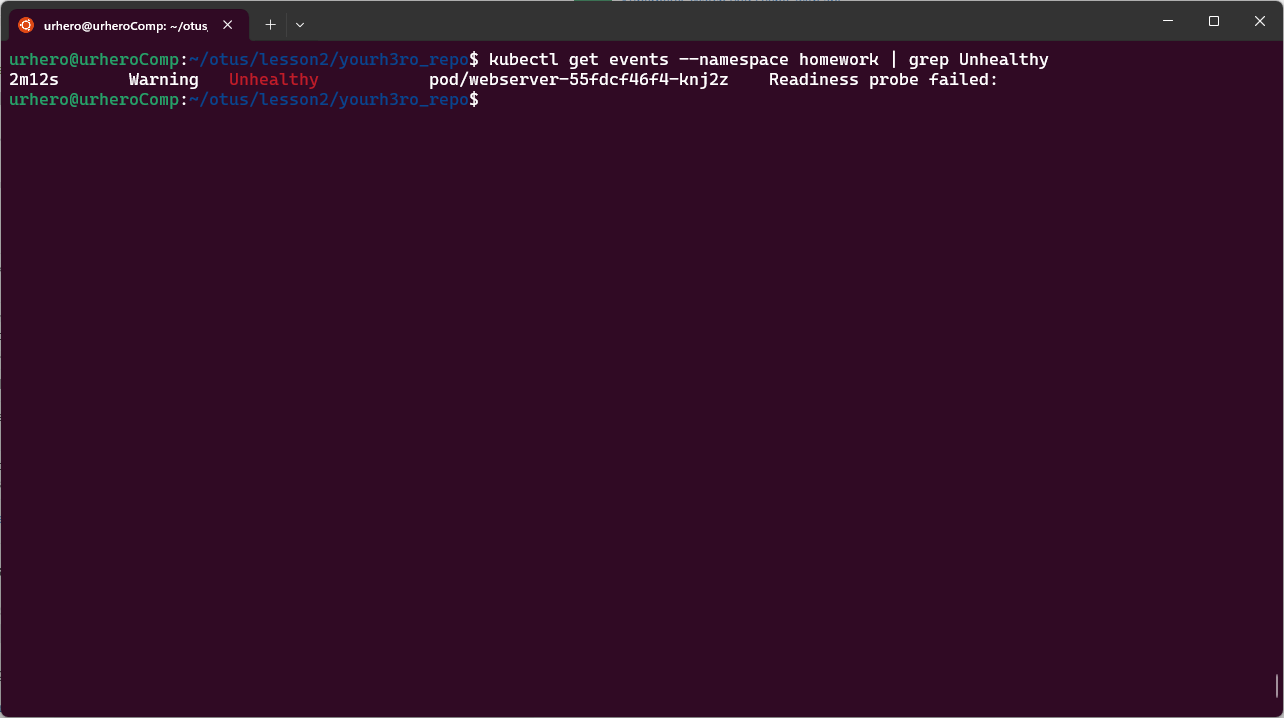 urhero@urheroComp: ~/otus,
urhero@urheroComp:~/otus/lesson2/yourh3ro_repo$ kubectl get events --namespace homework | grep Unhealthy
2m12s       Warning   Unhealthy           pod/webserver-55fdcf46f4-knj2z    Readiness probe failed:
urhero@urheroComp:~/otus/lesson2/yourh3ro_repo$